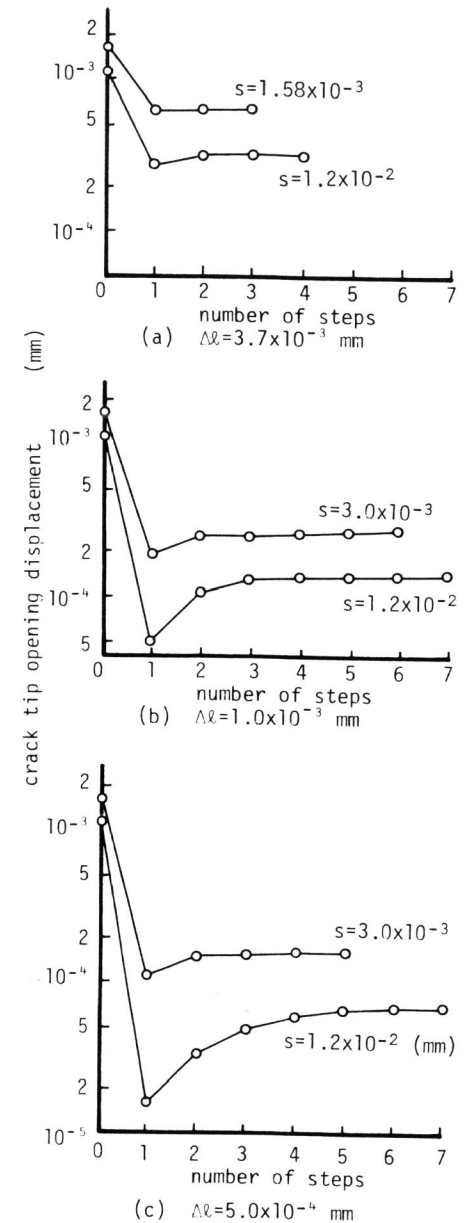 2
10⁻³
5
2
10⁻⁴
s=1.58x10⁻³
s=1.2x10⁻²
0 1 2 3 4 5 6 7
number of steps
(a) Δℓ=3.7x10⁻³ mm
crack tip opening displacement (mm)
2
10⁻³
5
2
10⁻⁴
5
s=3.0x10⁻³
s=1.2x10⁻²
0 1 2 3 4 5 6 7
number of steps
(b) Δℓ=1.0x10⁻³ mm
2
10⁻³
5
2
10⁻⁴
5
2
10⁻⁵
s=3.0x10⁻³
s=1.2x10⁻² (mm)
0 1 2 3 4 5 6 7
number of steps
(c) Δℓ=5.0x10⁻⁴ mm